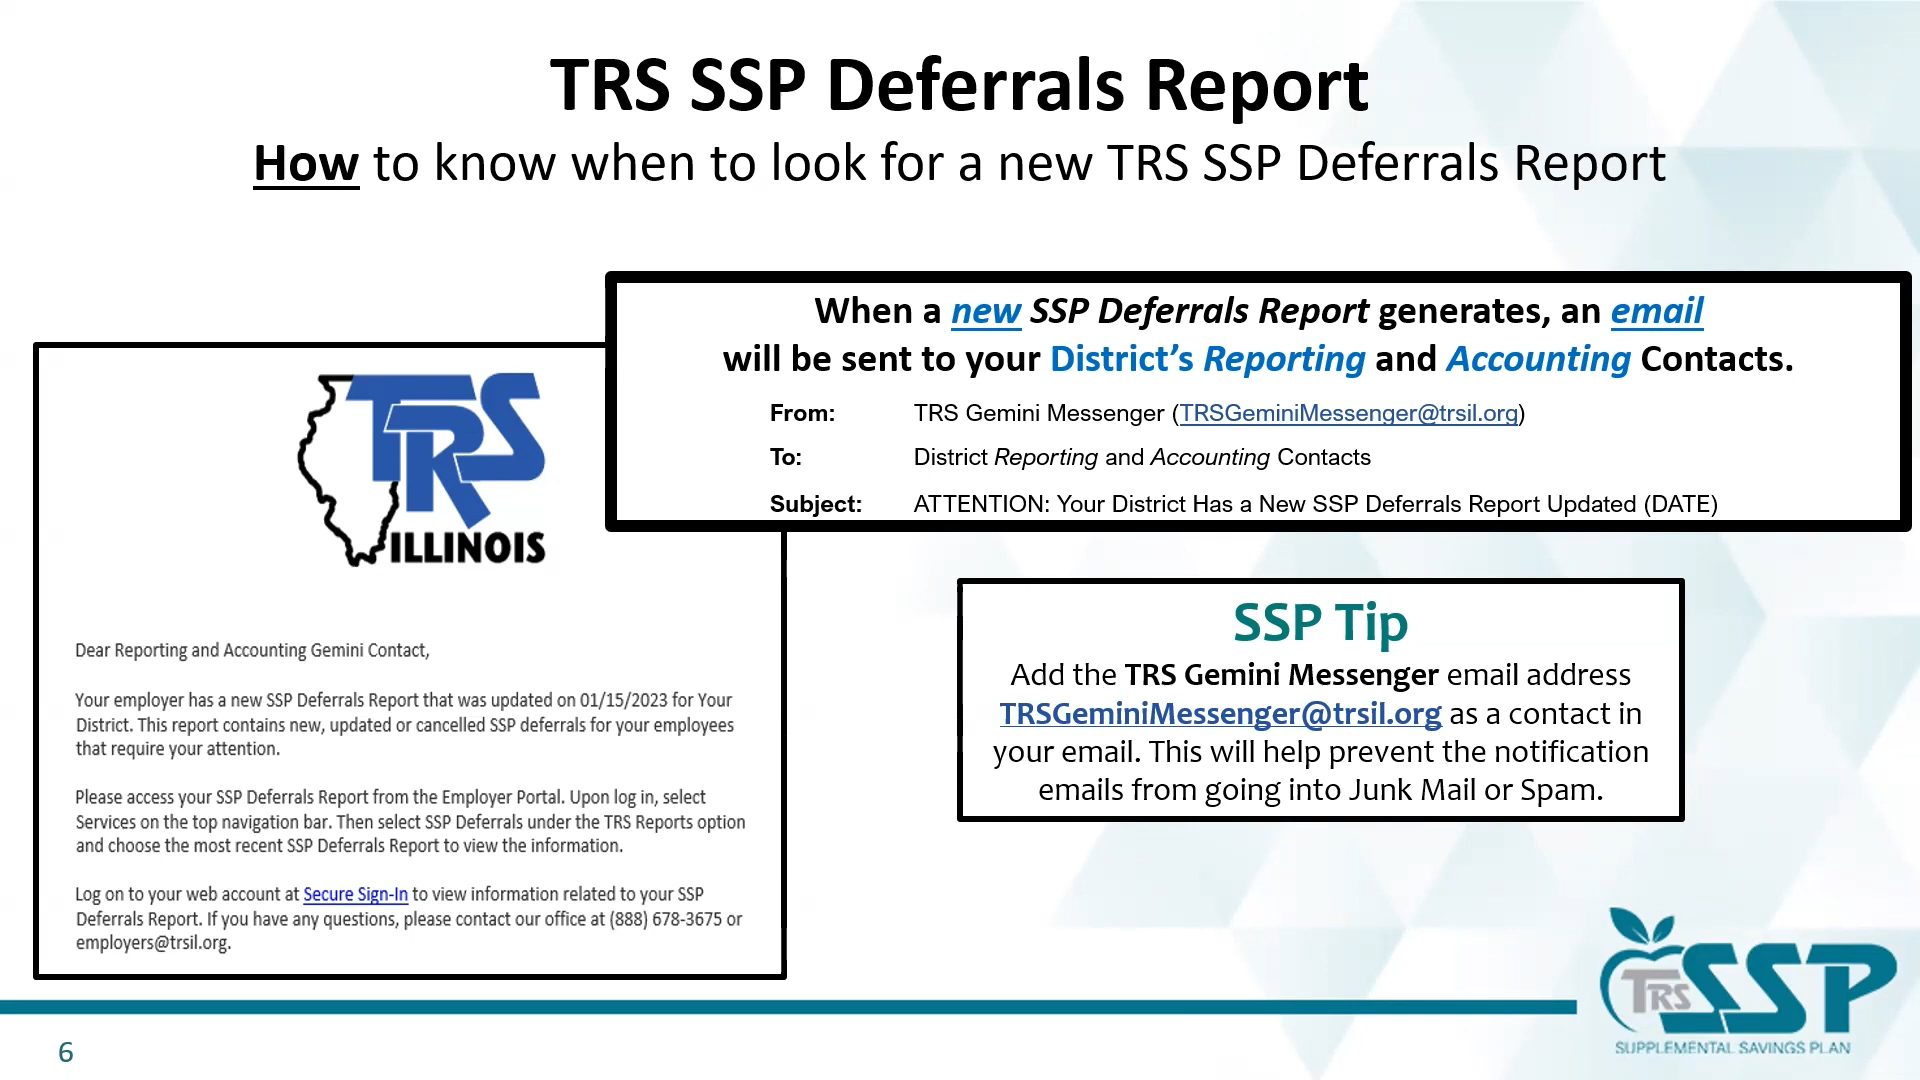 TRS SSP Deferrals Report
How to know when to look for a new TRS SSP Deferrals Report
When a new SSP Deferrals Report generates, an email
will be sent to your District’s Reporting and Accounting Contacts.
From: TRS Gemini Messenger (TRSGeminiMessenger@trsil.org)
To: District Reporting and Accounting Contacts
Subject: ATTENTION: Your District Has a New SSP Deferrals Report Updated (DATE)
TRS
ILLINOIS
Dear Reporting and Accounting Gemini Contact,
Your employer has a new SSP Deferrals Report that was updated on 01/15/2023 for Your
District. This report contains new, updated or cancelled SSP deferrals for your employees
that require your attention.
Please access your SSP Deferrals Report from the Employer Portal. Upon log in, select
Services on the top navigation bar. Then select SSP Deferrals under the TRS Reports option
and choose the most recent SSP Deferrals Report to view the information.
Log on to your web account at Secure Sign-In to view information related to your SSP
Deferrals Report. If you have any questions, please contact our office at (888) 678-3675 or
employers@trsil.org.
SSP Tip
Add the TRS Gemini Messenger email address
TRSGeminiMessenger@trsil.org as a contact in
your email. This will help prevent the notification
emails from going into Junk Mail or Spam.
TRS SSP
SUPPLEMENTAL SAVINGS PLAN
6